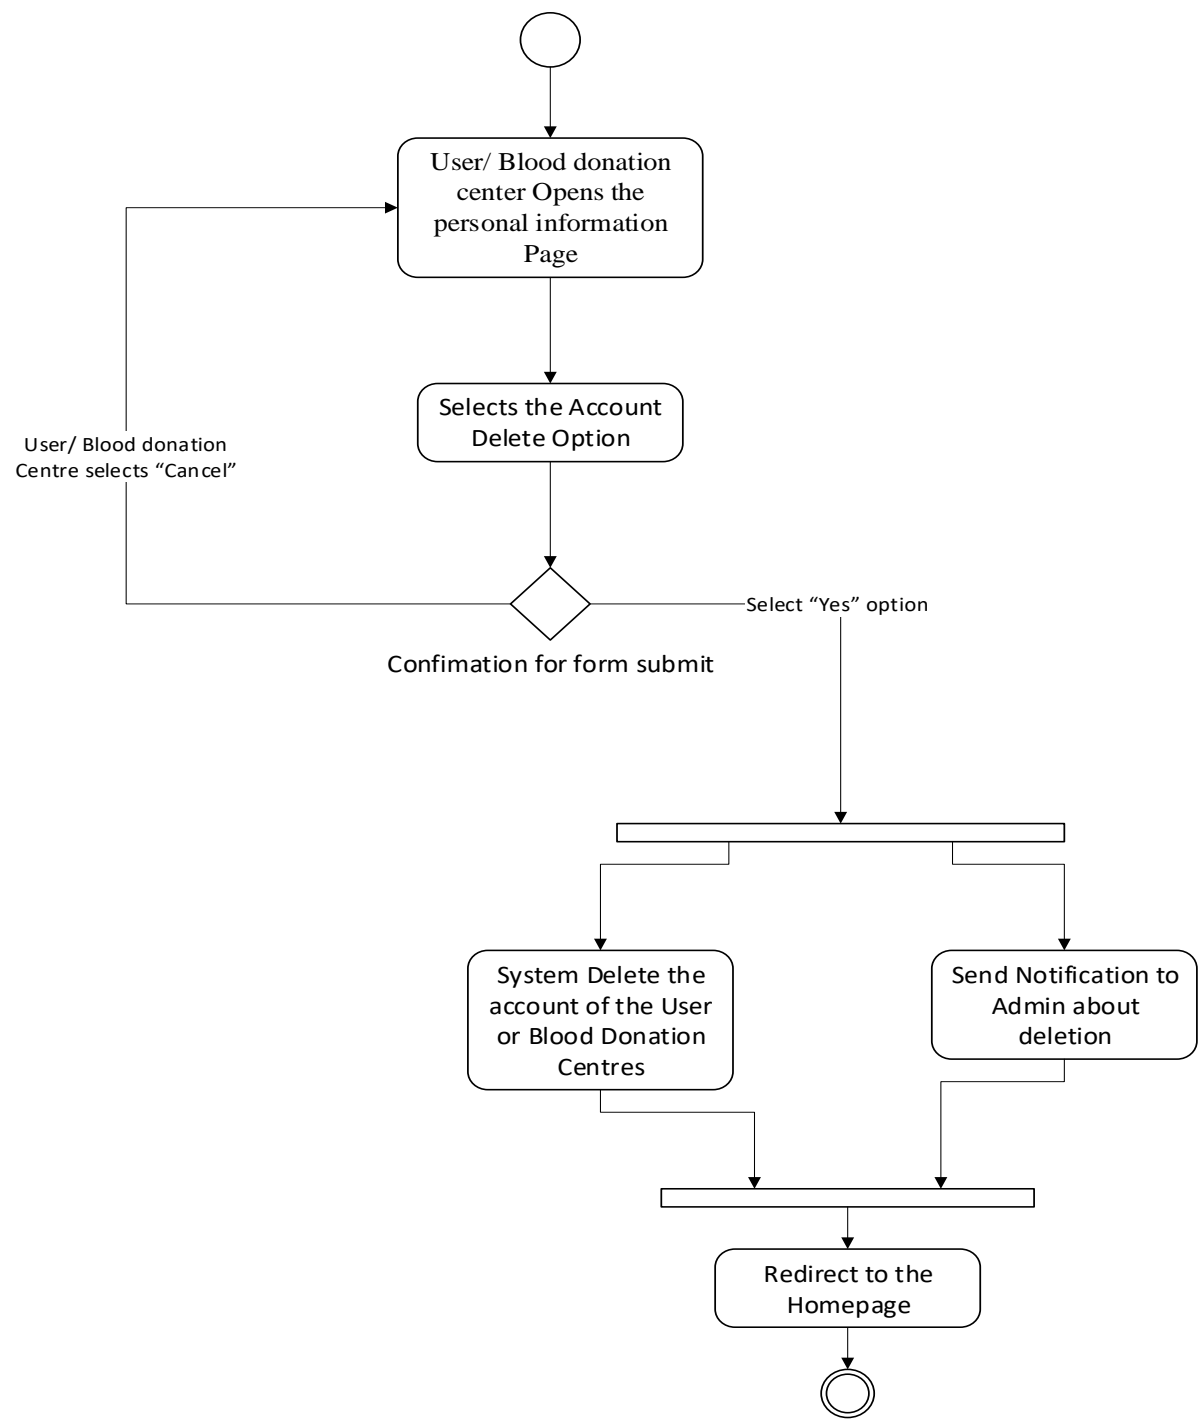 User/ Blood donation
center Opens the
personal information
Page
Selects the Account
Delete Option
User/ Blood donation
Centre selects “Cancel”
Select “Yes” option
Confimation for form submit
System Delete the
account of the User
or Blood Donation
Centres
Send Notification to
Admin about
deletion
Redirect to the
Homepage